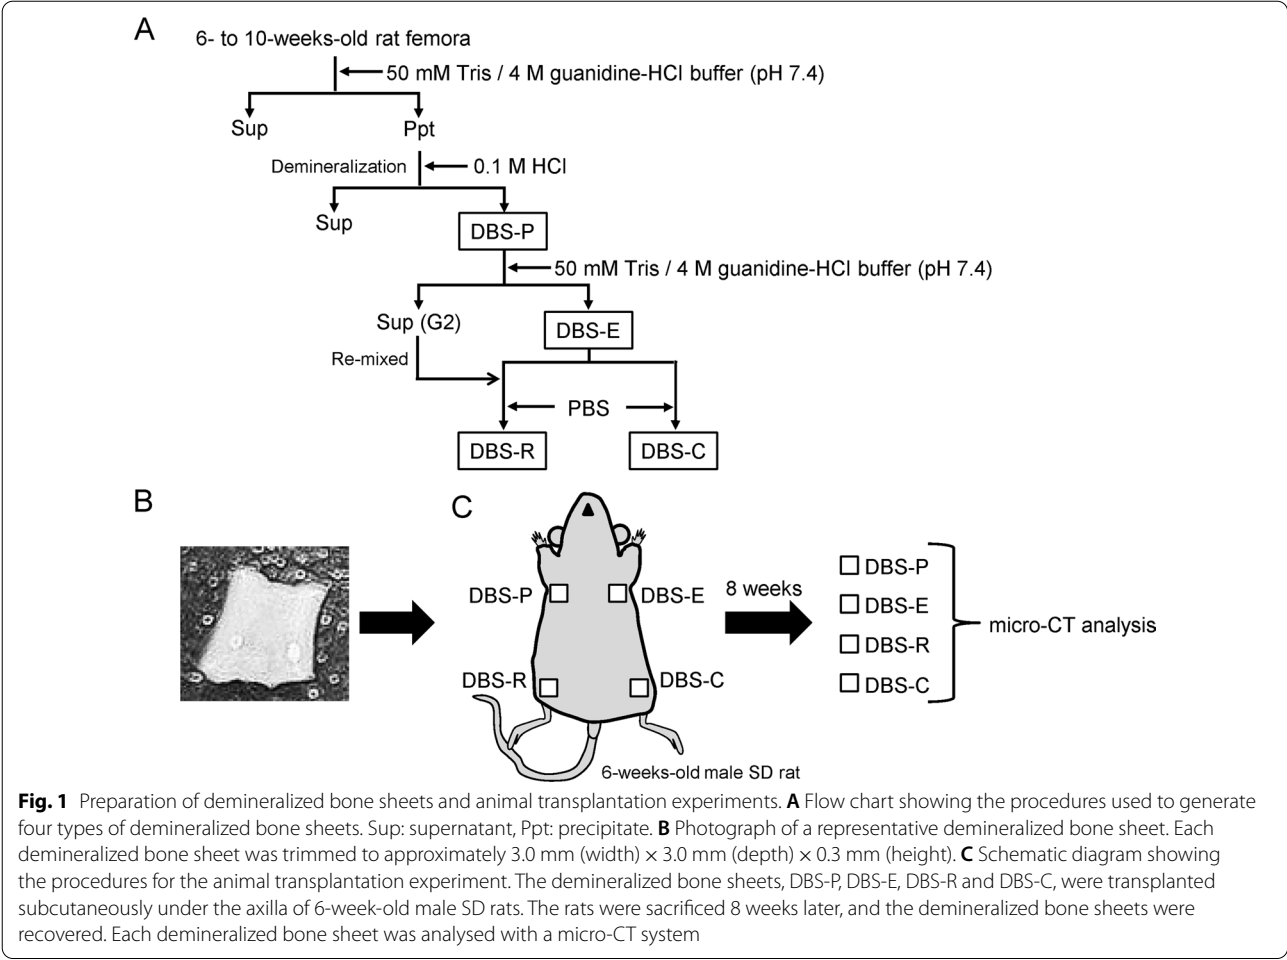 A
6- to 10-weeks-old rat femora
50 mM Tris / 4 M guanidine-HCl buffer (pH 7.4)
Sup
Ppt
Demineralization
0.1 M HCl
Sup
DBS-P
50 mM Tris / 4 M guanidine-HCl buffer (pH 7.4)
Sup (G2)
DBS-E
Re-mixed
PBS
DBS-R
DBS-C
B
C
DBS-P
DBS-E
DBS-R
DBS-C
6-weeks-old male SD rat
8 weeks
DBS-P
DBS-E
DBS-R
DBS-C
micro-CT analysis
Fig. 1 Preparation of demineralized bone sheets and animal transplantation experiments. A Flow chart showing the procedures used to generate
four types of demineralized bone sheets. Sup: supernatant, Ppt: precipitate. B Photograph of a representative demineralized bone sheet. Each
demineralized bone sheet was trimmed to approximately 3.0 mm (width) × 3.0 mm (depth) × 0.3 mm (height). C Schematic diagram showing
the procedures for the animal transplantation experiment. The demineralized bone sheets, DBS-P, DBS-E, DBS-R and DBS-C, were transplanted
subcutaneously under the axilla of 6-week-old male SD rats. The rats were sacrificed 8 weeks later, and the demineralized bone sheets were
recovered. Each demineralized bone sheet was analysed with a micro-CT system